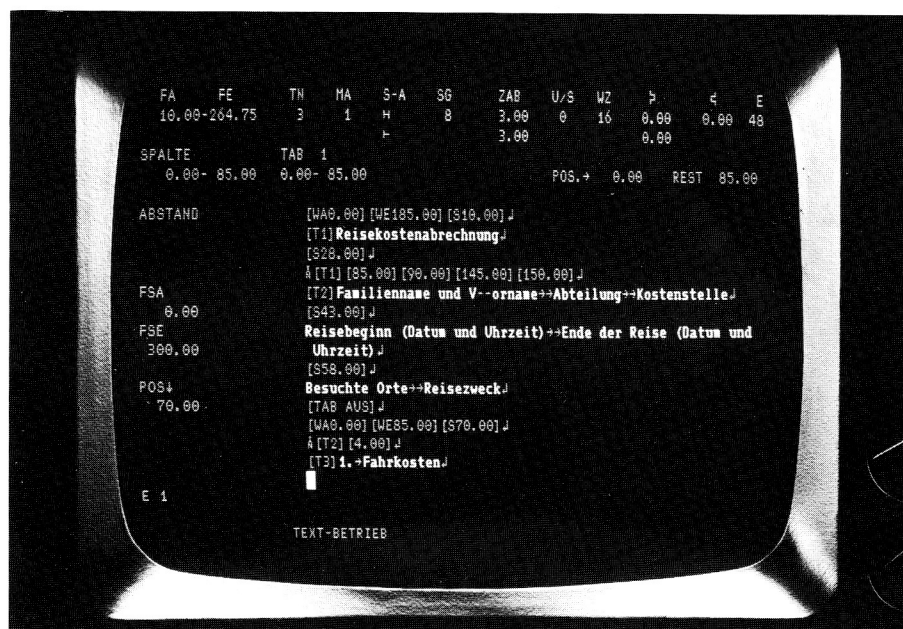 FA FE TN MA S-A SG ZAB U/S WZ ⊱ ⊰ E
10.00-264.75 3 1 H 8 3.00 0 16 0.00 0.00 48
⊢ 3.00 0.00
SPALTE TAB 1
0.00- 85.00 0.00- 85.00 POS.→ 0.00 REST 85.00
ABSTAND [WA0.00][WE185.00][S10.00]↲
[T1]Reisekostenabrechnung↲
[S28.00]↲
Å[T1][85.00][90.00][145.00][150.00]↲
FSA [T2]Familienname und V--orname→→Abteilung→→Kostenstelle↲
0.00 [S43.00]↲
FSE Reisebeginn (Datum und Uhrzeit)→→Ende der Reise (Datum und
300.00 Uhrzeit)↲
[S58.00]↲
POS↓ Besuchte Orte→→Reisezweck↲
70.00 [TAB AUS]↲
[WA0.00][WE85.00][S70.00]↲
Å[T2][4.00]↲
[T3]1.→Fahrkosten↲
E 1
TEXT-BETRIEB